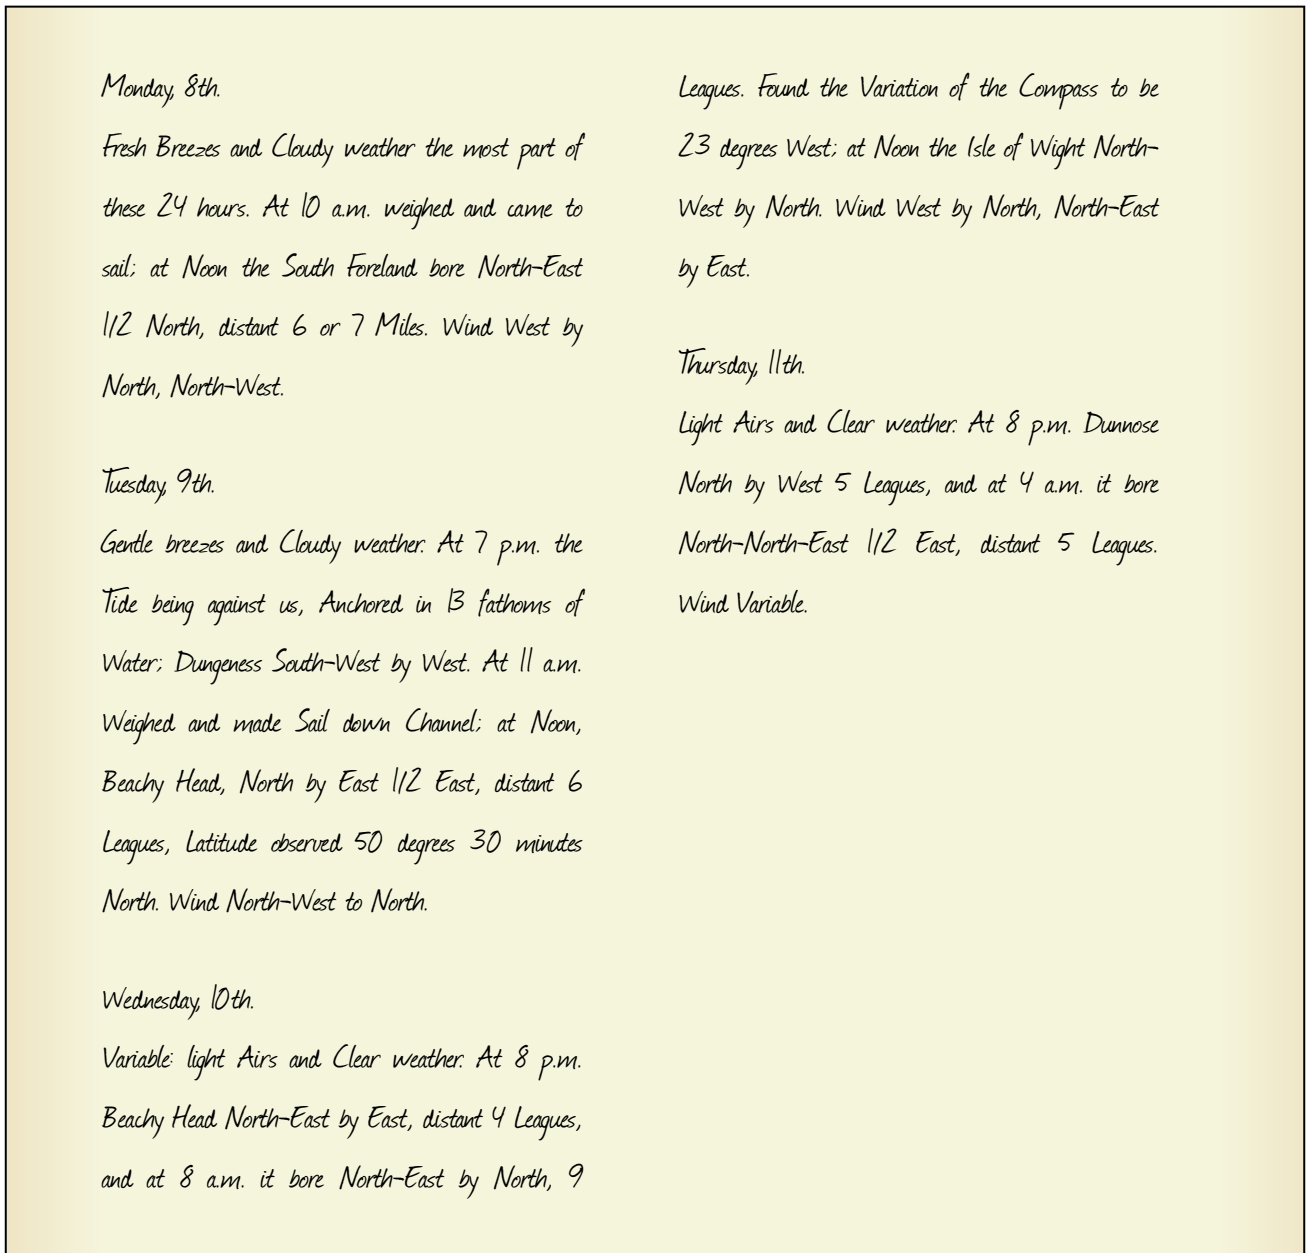 Monday, 8th.
Fresh Breezes and Cloudy weather the most part of
these 24 hours. At 10 a.m. weighed and came to
sail; at Noon the South Foreland bore North-East
1/2 North, distant 6 or 7 Miles. Wind West by
North, North-West.
Tuesday, 9th.
Gentle breezes and Cloudy weather. At 7 p.m. the
Tide being against us, Anchored in 13 fathoms of
Water; Dungeness South-West by West. At 11 a.m.
Weighed and made Sail down Channel; at Noon,
Beachy Head, North by East 1/2 East, distant 6
Leagues, Latitude observed 50 degrees 30 minutes
North. Wind North-West to North.
Wednesday, 10th.
Variable: light Airs and Clear weather. At 8 p.m.
Beachy Head North-East by East, distant 4 Leagues,
and at 8 a.m. it bore North-East by North, 9
Leagues. Found the Variation of the Compass to be
23 degrees West; at Noon the Isle of Wight North-
West by North. Wind West by North, North-East
by East.
Thursday, 11th.
Light Airs and Clear weather. At 8 p.m. Dunnose
North by West 5 Leagues, and at 4 a.m. it bore
North-North-East 1/2 East, distant 5 Leagues.
Wind Variable.